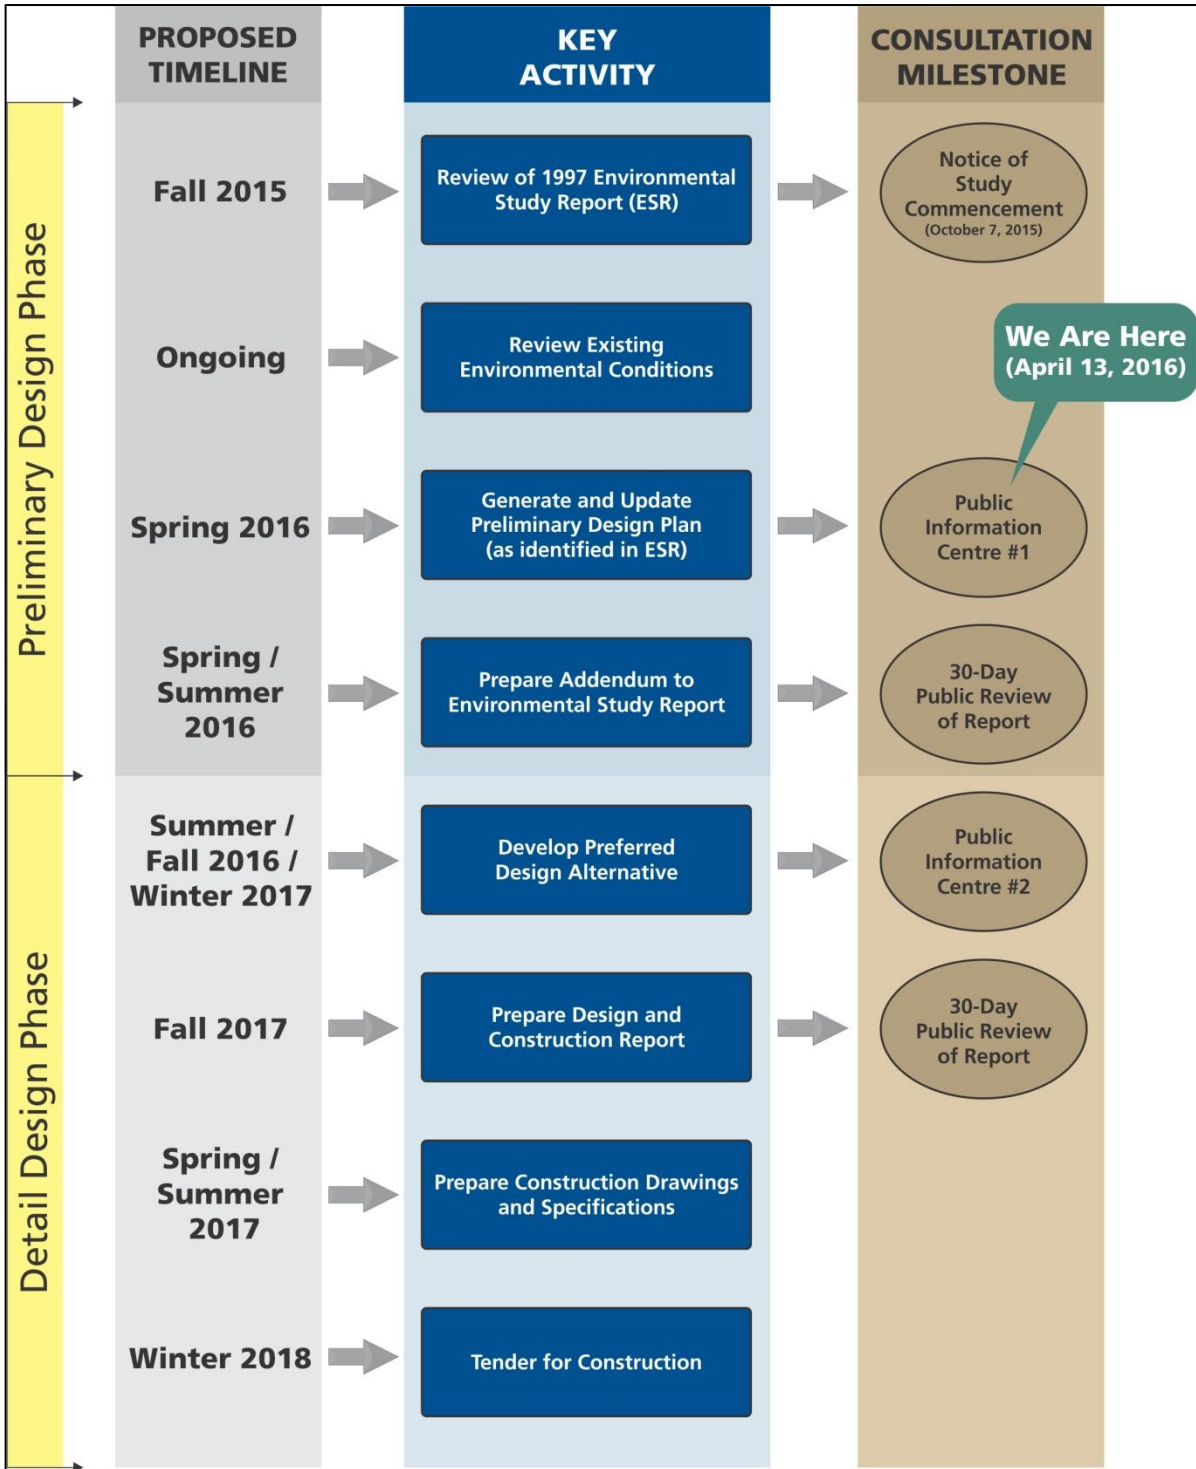 PROPOSED
TIMELINE
KEY
ACTIVITY
CONSULTATION
MILESTONE
Preliminary Design Phase
Fall 2015
Review of 1997 Environmental
Study Report (ESR)
Notice of
Study
Commencement
(October 7, 2015)
Ongoing
Review Existing
Environmental Conditions
We Are Here
(April 13, 2016)
Spring 2016
Generate and Update
Preliminary Design Plan
(as identified in ESR)
Public
Information
Centre #1
Spring /
Summer
2016
Prepare Addendum to
Environmental Study Report
30-Day
Public Review
of Report
Detail Design Phase
Summer /
Fall 2016 /
Winter 2017
Develop Preferred
Design Alternative
Public
Information
Centre #2
Fall 2017
Prepare Design and
Construction Report
30-Day
Public Review
of Report
Spring /
Summer
2017
Prepare Construction Drawings
and Specifications
Winter 2018
Tender for Construction